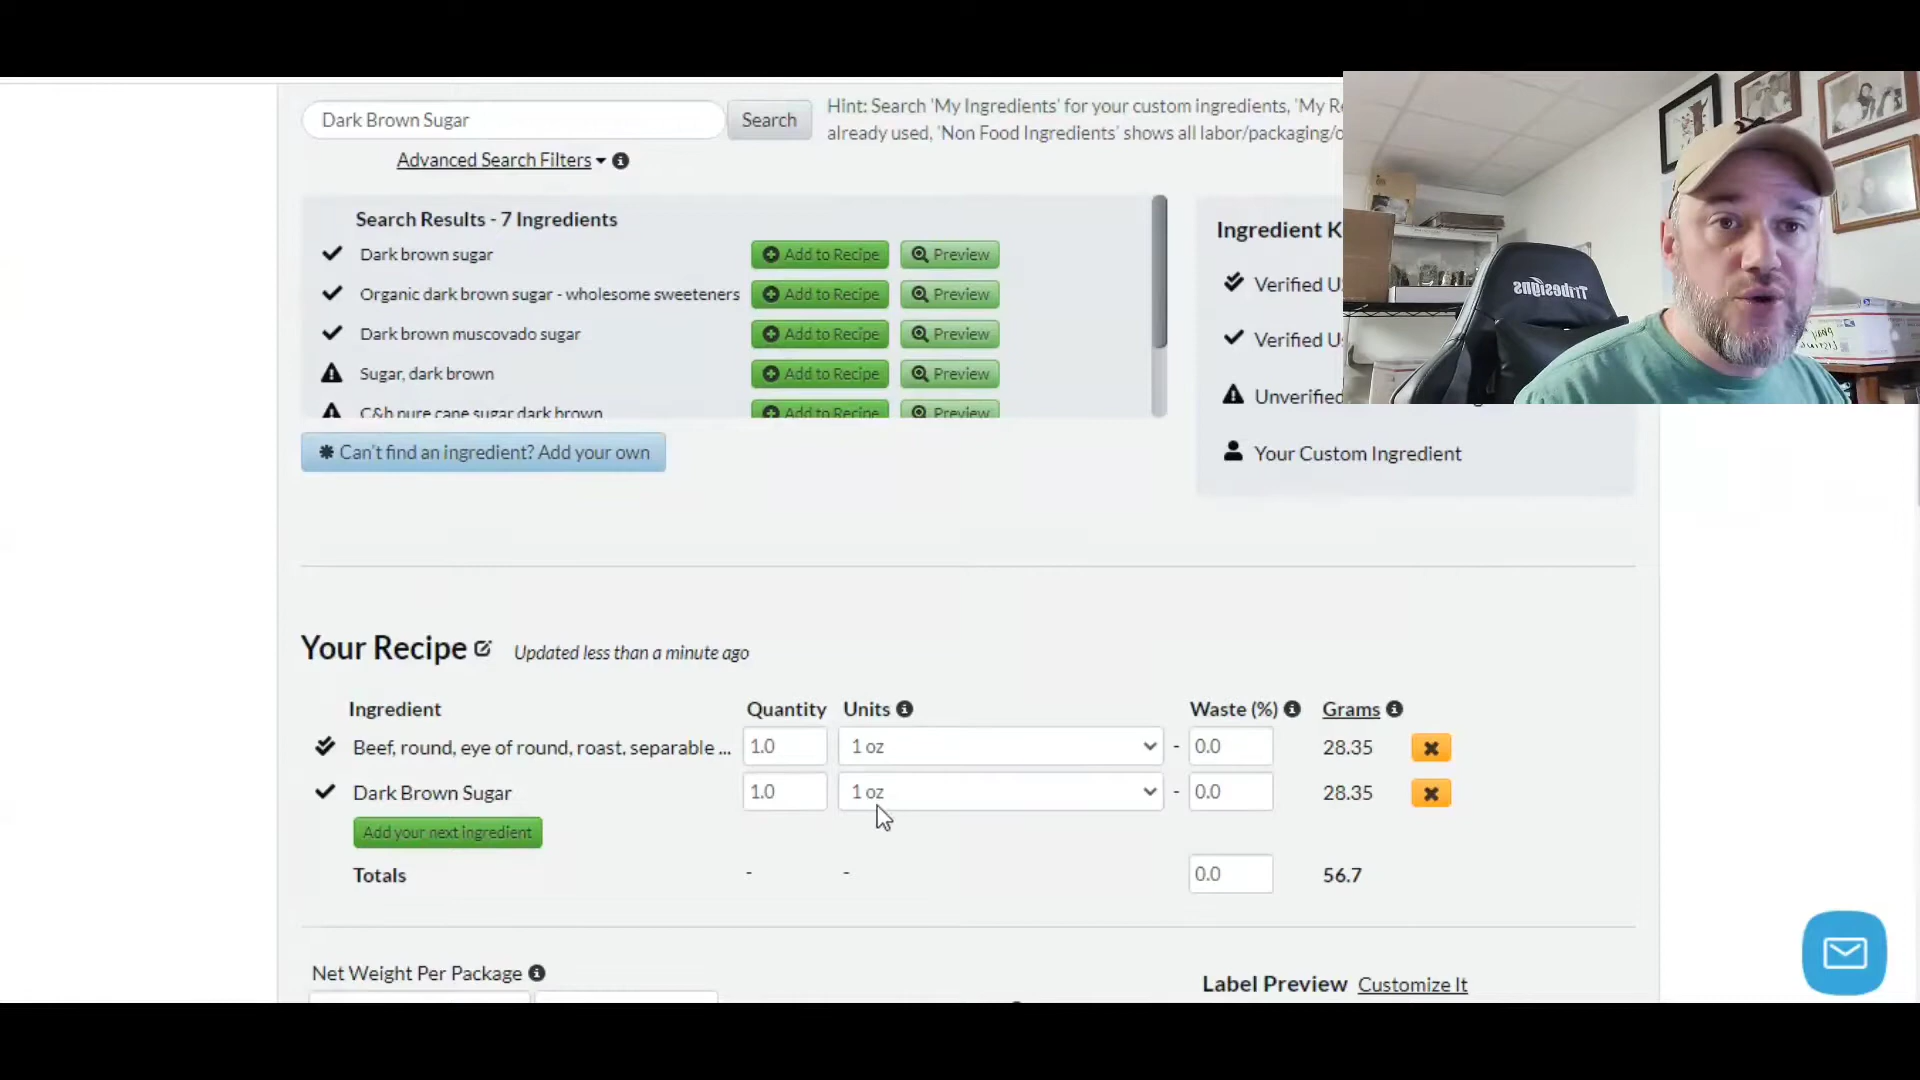 Dark Brown Sugar
Search
Hint: Search 'My Ingredients' for your custom ingredients, 'My
already used, 'Non Food Ingredients' shows all labor/packaging/
Advanced Search Filters
Search Results - 7 Ingredients
Dark brown sugar Add to Recipe Preview
Organic dark brown sugar - wholesome sweeteners Add to Recipe Preview
Dark brown muscovado sugar Add to Recipe Preview
Sugar, dark brown Add to Recipe Preview
C&h pure cane sugar dark brown Add to Recipe Preview
Can't find an ingredient? Add your own
Ingredient K
Verified U
Verified U
Unverified
Your Custom Ingredient
Tribesigns
Your Recipe Updated less than a minute ago
Ingredient Quantity Units Waste (%) Grams
Beef, round, eye of round, roast, separable ... 1.0 1 oz - 0.0 28.35
Dark Brown Sugar 1.0 1 oz - 0.0 28.35
Add your next ingredient
Totals - - 0.0 56.7
Net Weight Per Package
Label Preview Customize It